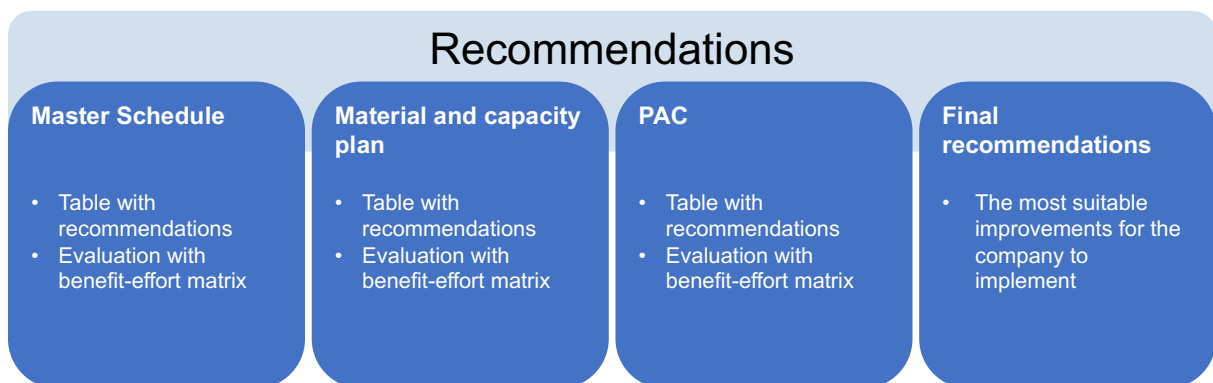 Recommendations
Master Schedule
• Table with
recommendations
• Evaluation with
benefit-effort matrix
Material and capacity
plan
• Table with
recommendations
• Evaluation with
benefit-effort matrix
PAC
• Table with
recommendations
• Evaluation with
benefit-effort matrix
Final
recommendations
• The most suitable
improvements for the
company to
implement